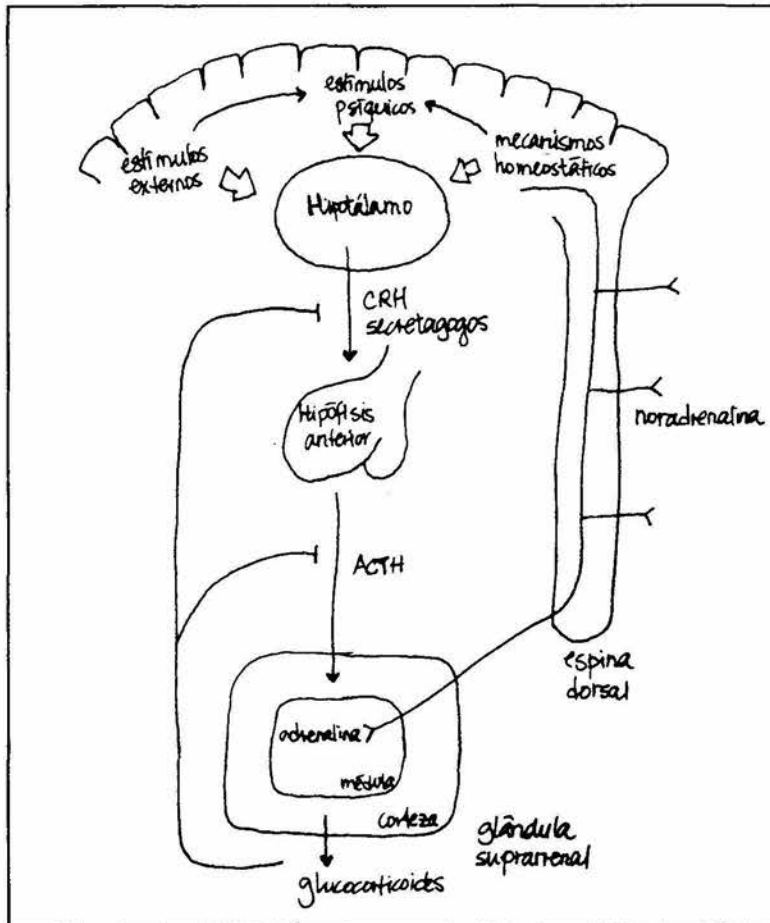 estímulos
psíquicos
estímulos
externos
mecanismos
homeostáticos
Hipotálamo
CRH
secretagogos
Hipófisis
anterior
noradrenalina
ACTH
espina
dorsal
adrenalina
médula
corteza
glândula
suprarrenal
glucocorticoides